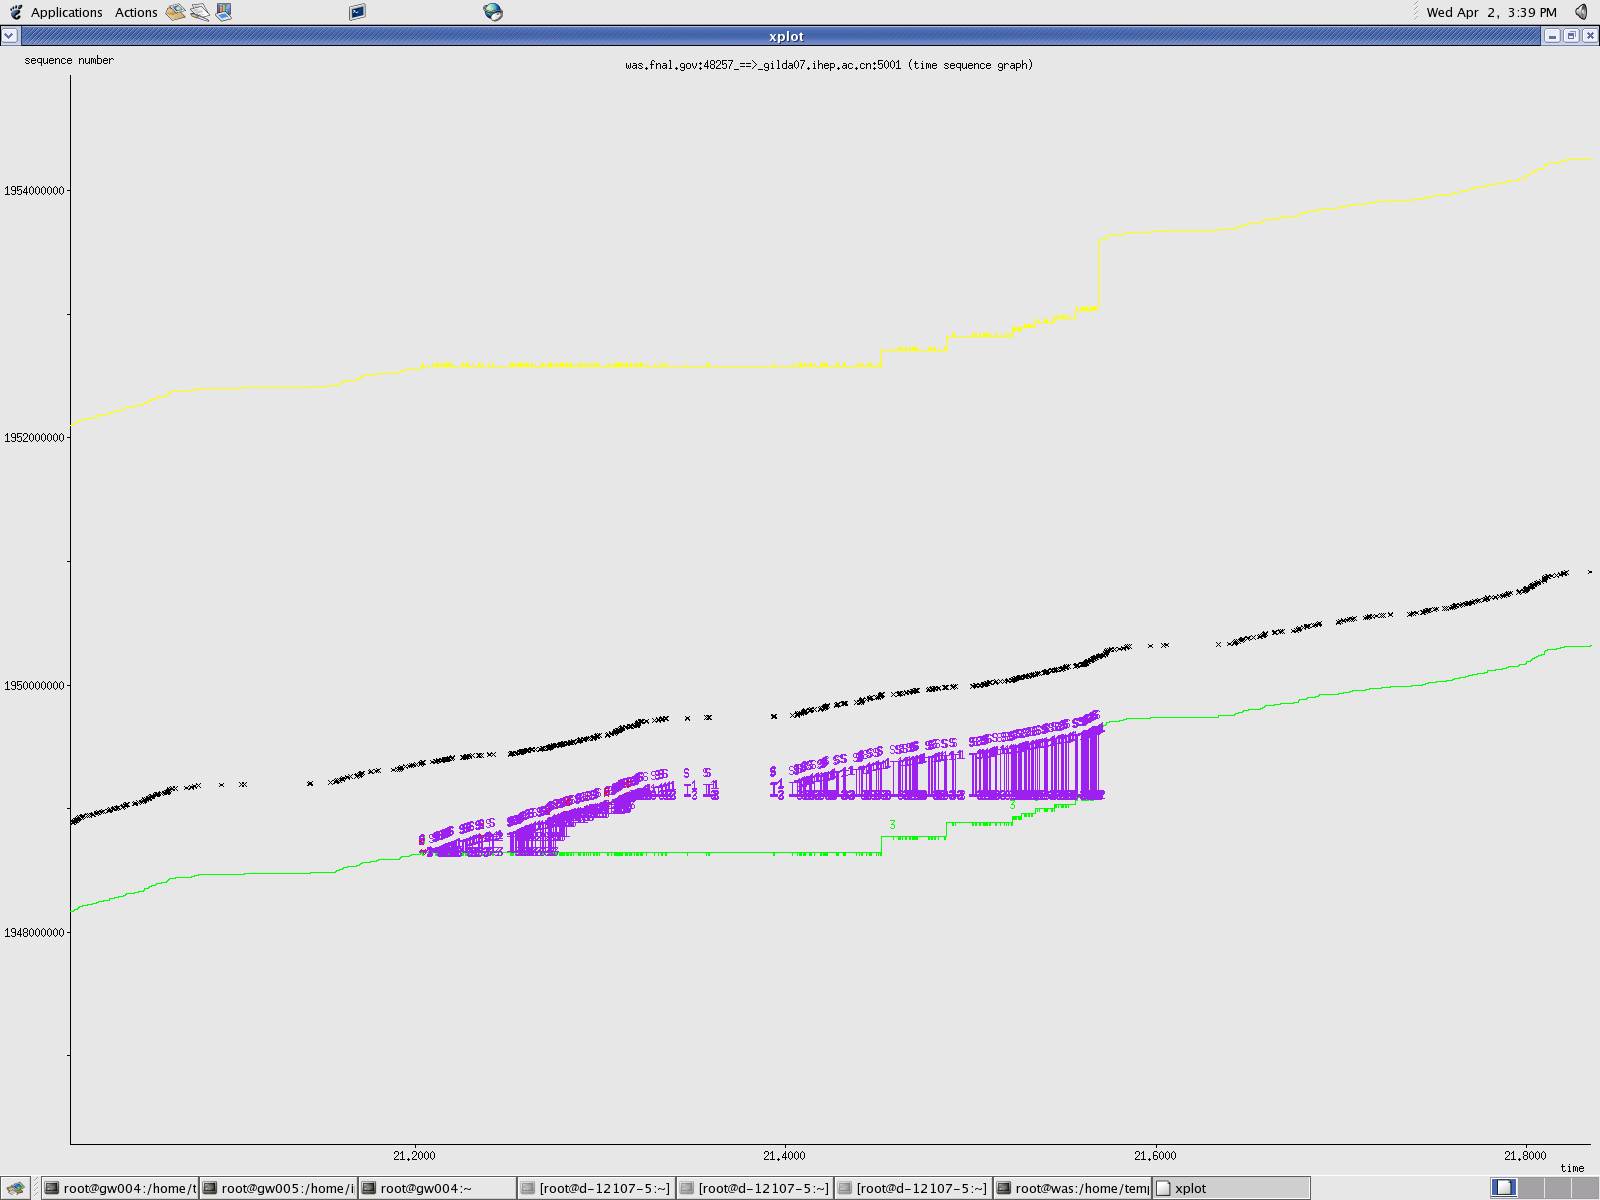 Applications Actions Wed Apr 2, 3:39 PM
xplot
sequence number
was.fnal.gov:48257_==>_gilda07.ihep.ac.cn:5001 (time sequence graph)
1954000000
1952000000
1950000000
1948000000
3
3
21.2000 21.4000 21.6000 21.8000
time
root@gw004:/home/t root@gw005:/home/i root@gw004:~ [root@d-12107-5:~] [root@d-12107-5:~] [root@d-12107-5:~] root@was:/home/temp xplot